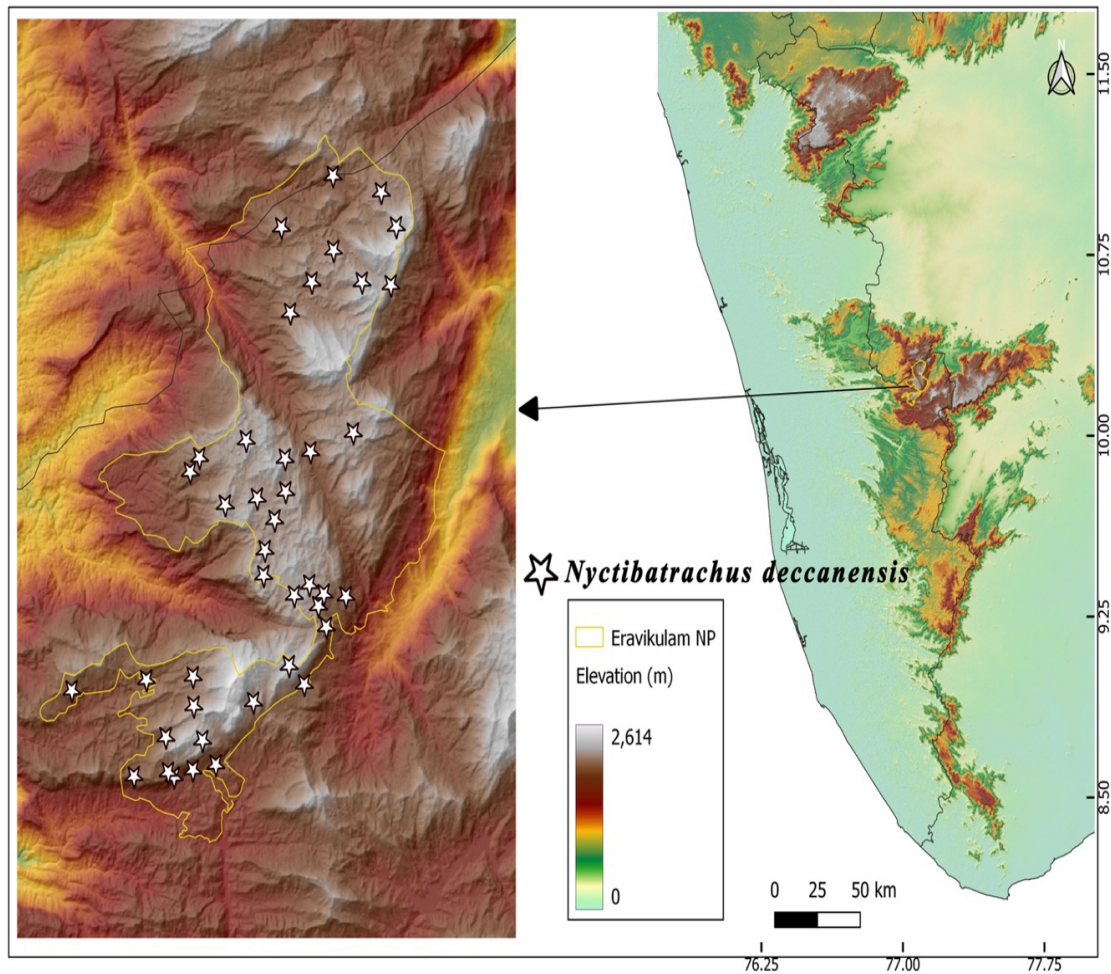 N
11.50
10.75
10.00
9.25
8.50
Nyctibatrachus deccanensis
Eravikulam NP
Elevation (m)
2,614
0
0 25 50 km
76.25 77.00 77.75